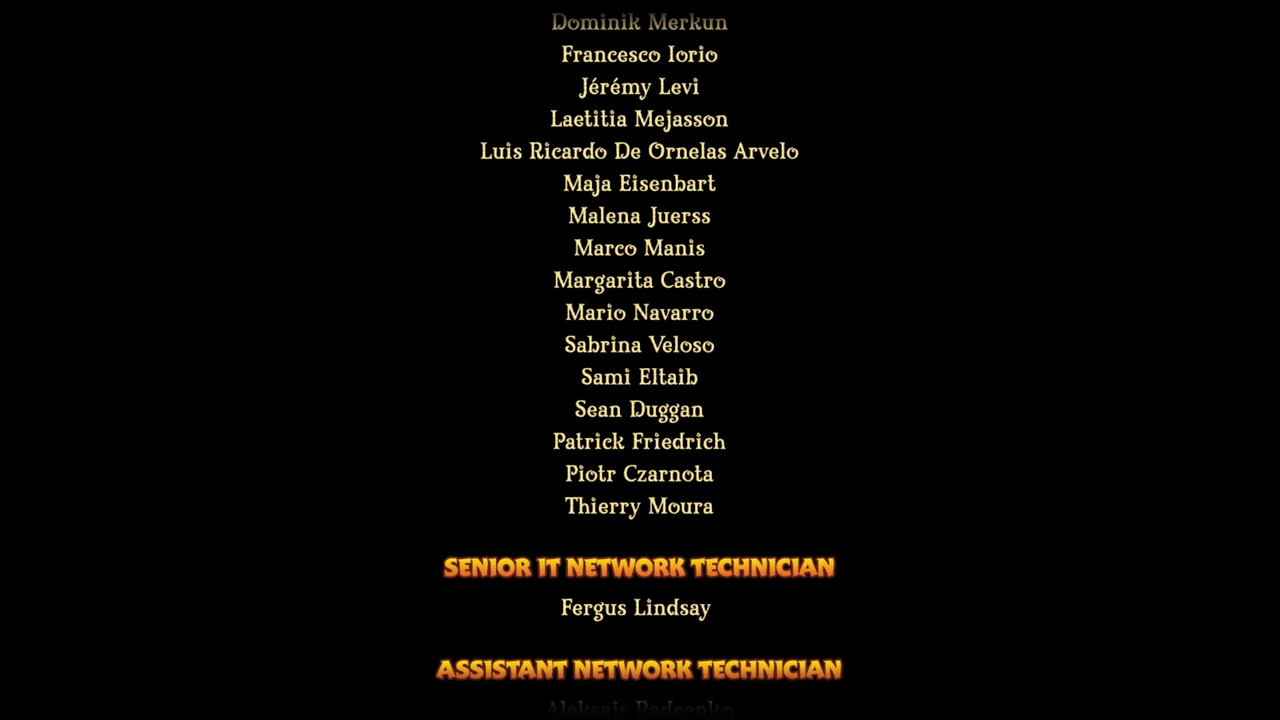 Dominik Merkun
Francesco Iorio
Jérémy Levi
Laetitia Mejasson
Luis Ricardo De Ornelas Arvelo
Maja Eisenbart
Malena Juerss
Marco Manis
Margarita Castro
Mario Navarro
Sabrina Veloso
Sami Eltaib
Sean Duggan
Patrick Friedrich
Piotr Czarnota
Thierry Moura
SENIOR IT NETWORK TECHNICIAN
Fergus Lindsay
ASSISTANT NETWORK TECHNICIAN
Aleksejs Radcenko